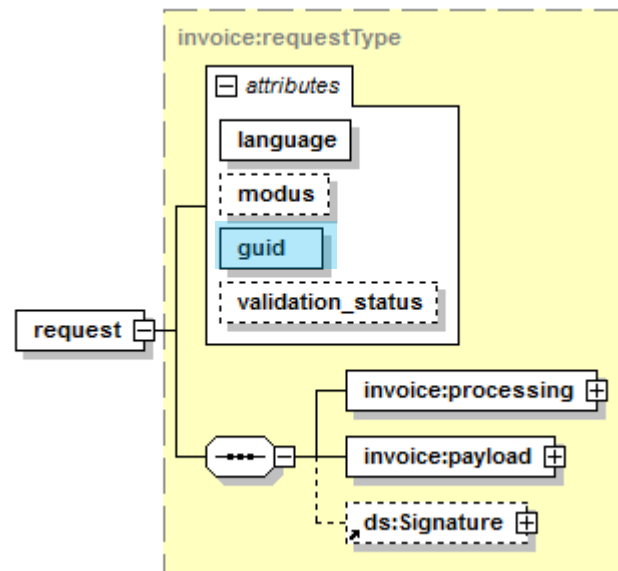 invoice:requestType
attributes
language
modus
guid
validation_status
request
invoice:processing
invoice:payload
ds:Signature